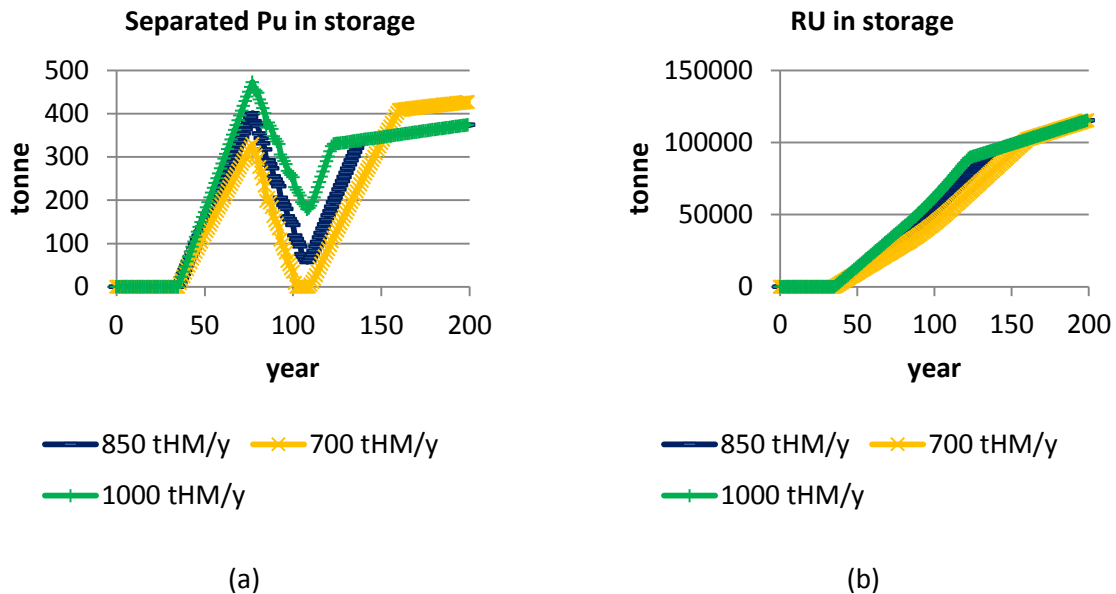 Separated Pu in storage
500
400
300
200
100
0
tonne
0 50 100 150 200
year
850 tHM/y 700 tHM/y
1000 tHM/y
(a)
RU in storage
150000
100000
50000
0
tonne
0 50 100 150 200
year
850 tHM/y 700 tHM/y
1000 tHM/y
(b)